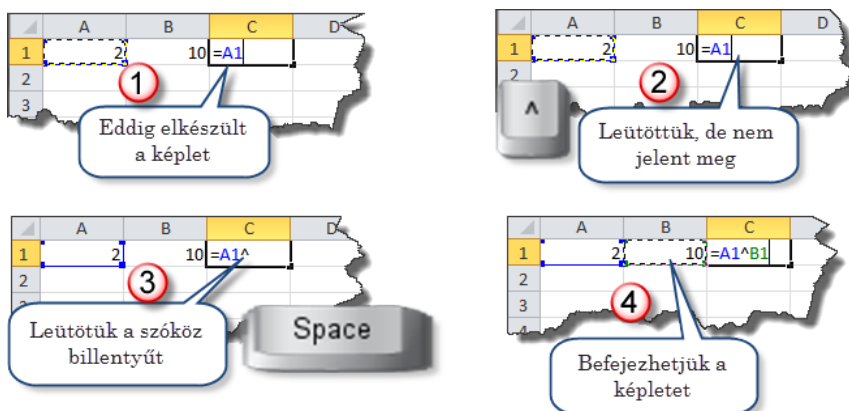 A B C D
1 2 10 =A1
2
3
1
Eddig elkészült
a képlet
A B C D
1 2 10 =A1
2
^
2
Leütöttük, de nem
jelent meg
A B C D
1 2 10 =A1^
2
3
3
Leütötük a szóköz
billentyűt
Space
A B C
1 2 10 =A1^B1
2
3
4
4
Befejezhetjük a
képletet